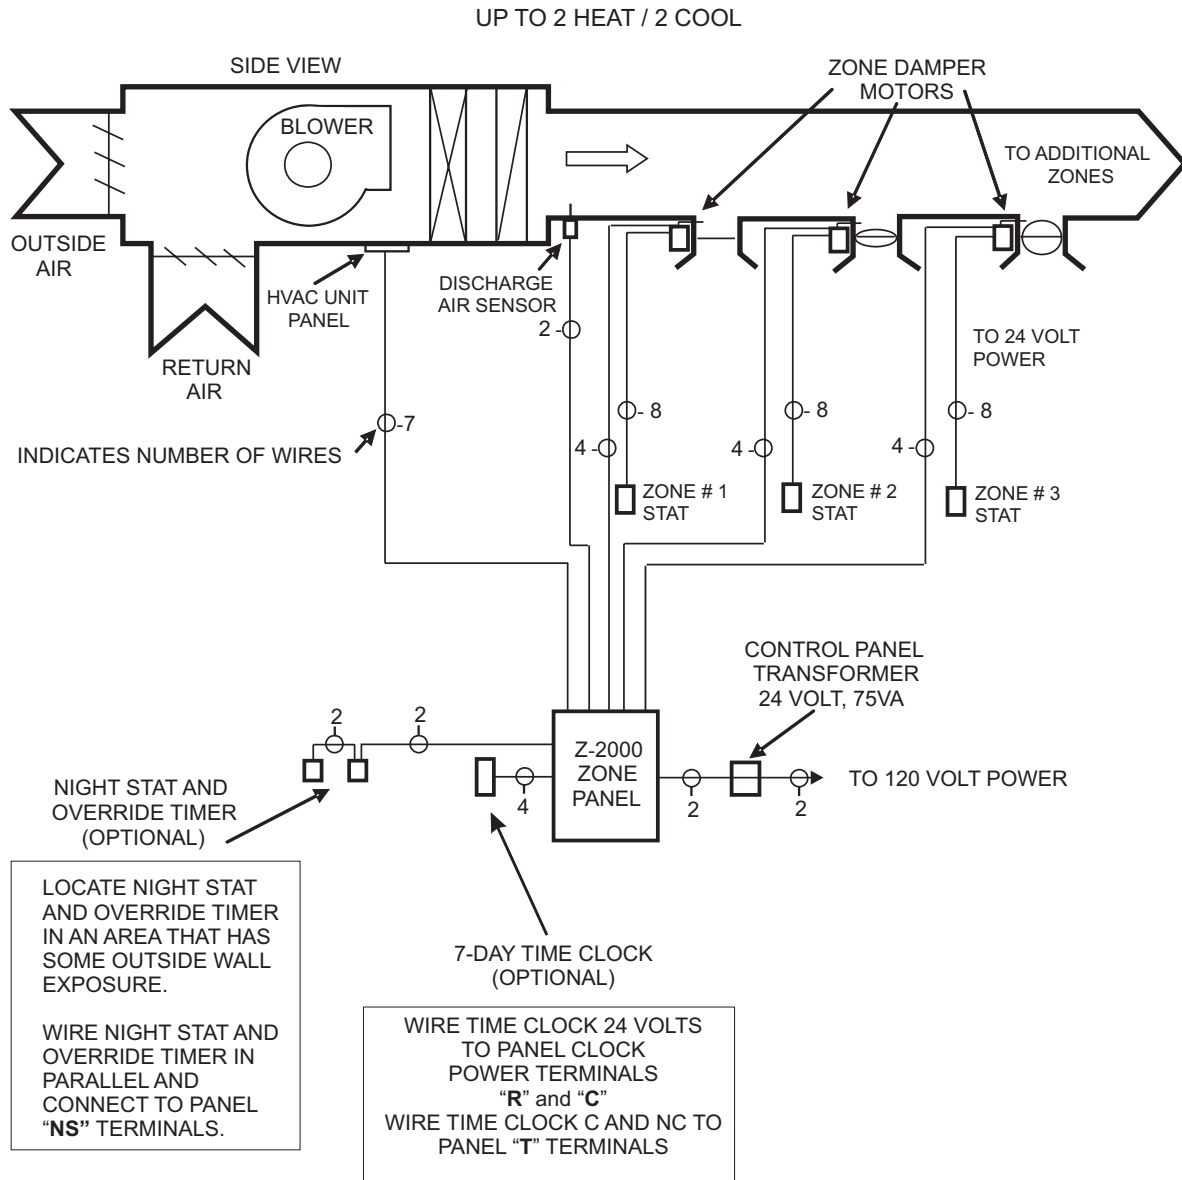 UP TO 2 HEAT / 2 COOL
SIDE VIEW
ZONE DAMPER
MOTORS
BLOWER
TO ADDITIONAL
ZONES
OUTSIDE
AIR
HVAC UNIT
PANEL
DISCHARGE
AIR SENSOR
2 -
RETURN
AIR
TO 24 VOLT
POWER
-7
- 8
- 8
- 8
4 -
4 -
4 -
INDICATES NUMBER OF WIRES
ZONE # 1
STAT
ZONE # 2
STAT
ZONE # 3
STAT
CONTROL PANEL
TRANSFORMER
24 VOLT, 75VA
2
2
Z-2000
ZONE
PANEL
4
2
2
TO 120 VOLT POWER
NIGHT STAT AND
OVERRIDE TIMER
(OPTIONAL)
LOCATE NIGHT STAT
AND OVERRIDE TIMER
IN AN AREA THAT HAS
SOME OUTSIDE WALL
EXPOSURE.
WIRE NIGHT STAT AND
OVERRIDE TIMER IN
PARALLEL AND
CONNECT TO PANEL
“NS” TERMINALS.
7-DAY TIME CLOCK
(OPTIONAL)
WIRE TIME CLOCK 24 VOLTS
TO PANEL CLOCK
POWER TERMINALS
“R” and “C”
WIRE TIME CLOCK C AND NC TO
PANEL “T” TERMINALS